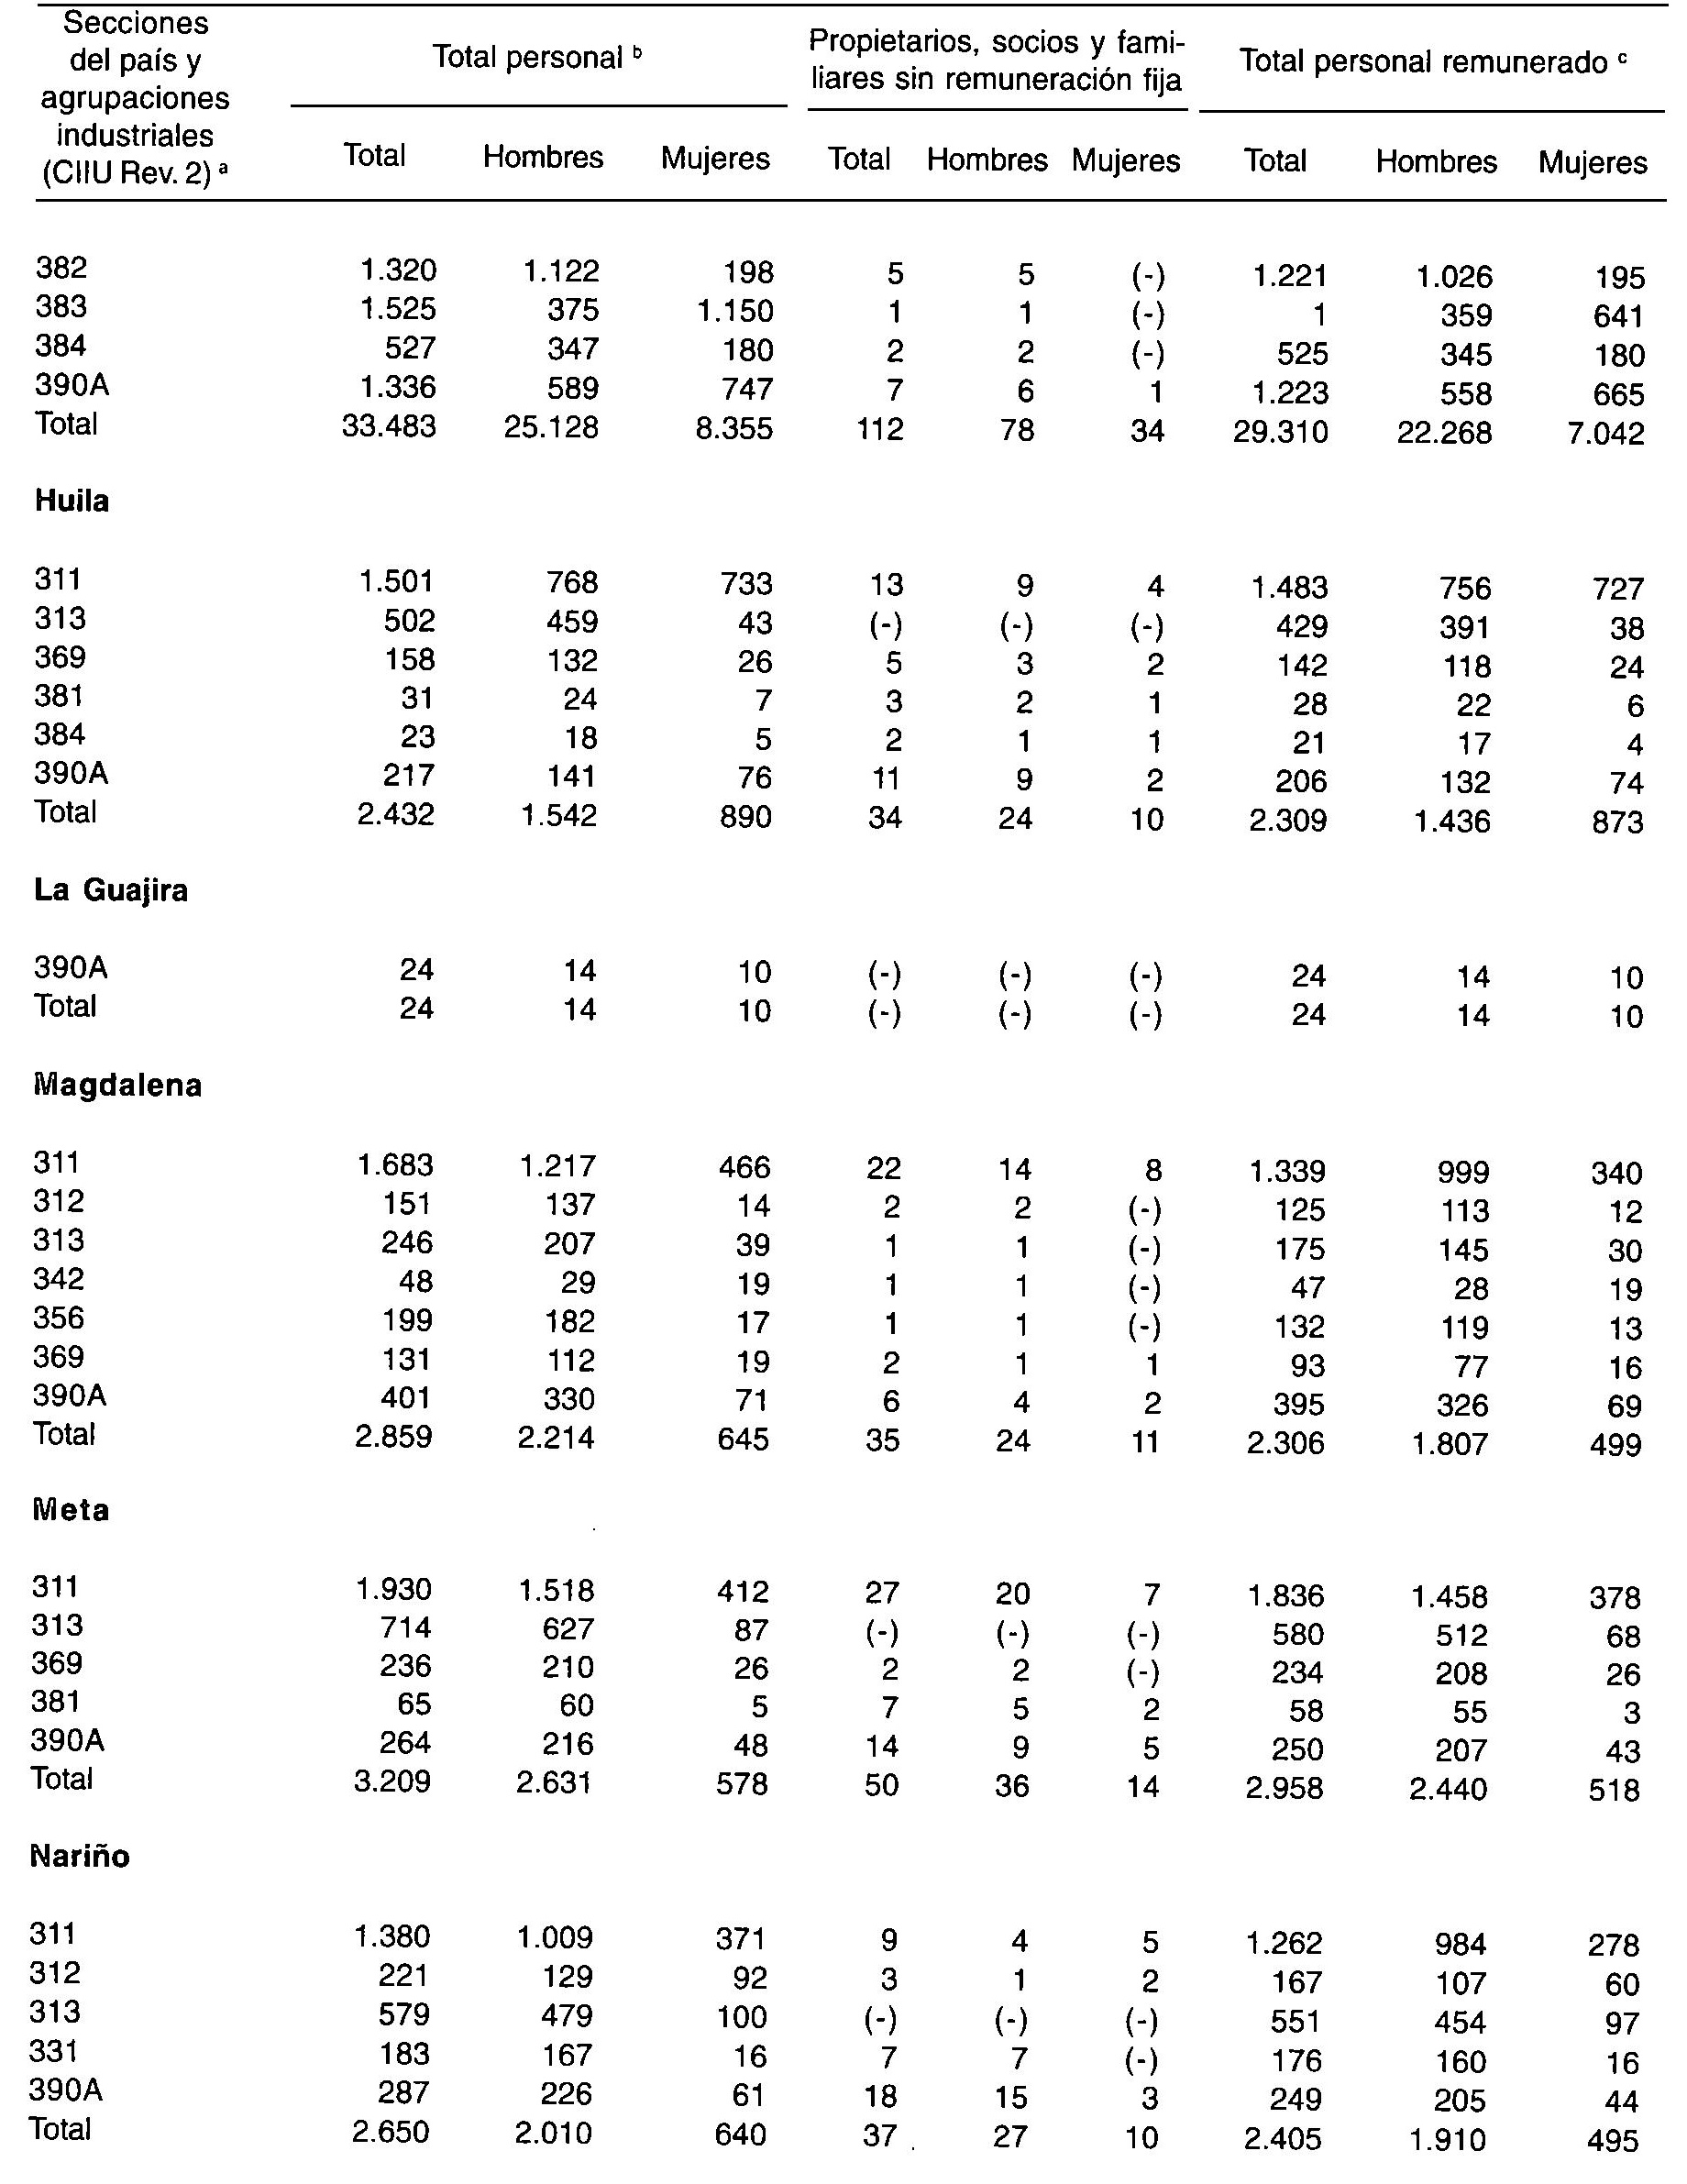 Secciones del país y agrupaciones industriales (CIIU Rev. 2) a Total personal b Propietarios, socios y fami- liares sin remuneración fija Total personal remunerado c
Total Hombres Mujeres Total Hombres Mujeres Total Hombres Mujeres
382 1.320 1.122 198 5 5 (-) 1.221 1.026 195
383 1.525 375 1.150 1 1 (-) 1 359 641
384 527 347 180 2 2 (-) 525 345 180
390A 1.336 589 747 7 6 1 1.223 558 665
Total 33.483 25.128 8.355 112 78 34 29.310 22.268 7.042
Huila
311 1.501 768 733 13 9 4 1.483 756 727
313 502 459 43 (-) (-) (-) 429 391 38
369 158 132 26 5 3 2 142 118 24
381 31 24 7 3 2 1 28 22 6
384 23 18 5 2 1 1 21 17 4
390A 217 141 76 11 9 2 206 132 74
Total 2.432 1.542 890 34 24 10 2.309 1.436 873
La Guajira
390A 24 14 10 (-) (-) (-) 24 14 10
Total 24 14 10 (-) (-) (-) 24 14 10
Magdalena
311 1.683 1.217 466 22 14 8 1.339 999 340
312 151 137 14 2 2 (-) 125 113 12
313 246 207 39 1 1 (-) 175 145 30
342 48 29 19 1 1 (-) 47 28 19
356 199 182 17 1 1 (-) 132 119 13
369 131 112 19 2 1 1 93 77 16
390A 401 330 71 6 4 2 395 326 69
Total 2.859 2.214 645 35 24 11 2.306 1.807 499
Meta
311 1.930 1.518 412 27 20 7 1.836 1.458 378
313 714 627 87 (-) (-) (-) 580 512 68
369 236 210 26 2 2 (-) 234 208 26
381 65 60 5 7 5 2 58 55 3
390A 264 216 48 14 9 5 250 207 43
Total 3.209 2.631 578 50 36 14 2.958 2.440 518
Nariño
311 1.380 1.009 371 9 4 5 1.262 984 278
312 221 129 92 3 1 2 167 107 60
313 579 479 100 (-) (-) (-) 551 454 97
331 183 167 16 7 7 (-) 176 160 16
390A 287 226 61 18 15 3 249 205 44
Total 2.650 2.010 640 37 27 10 2.405 1.910 495